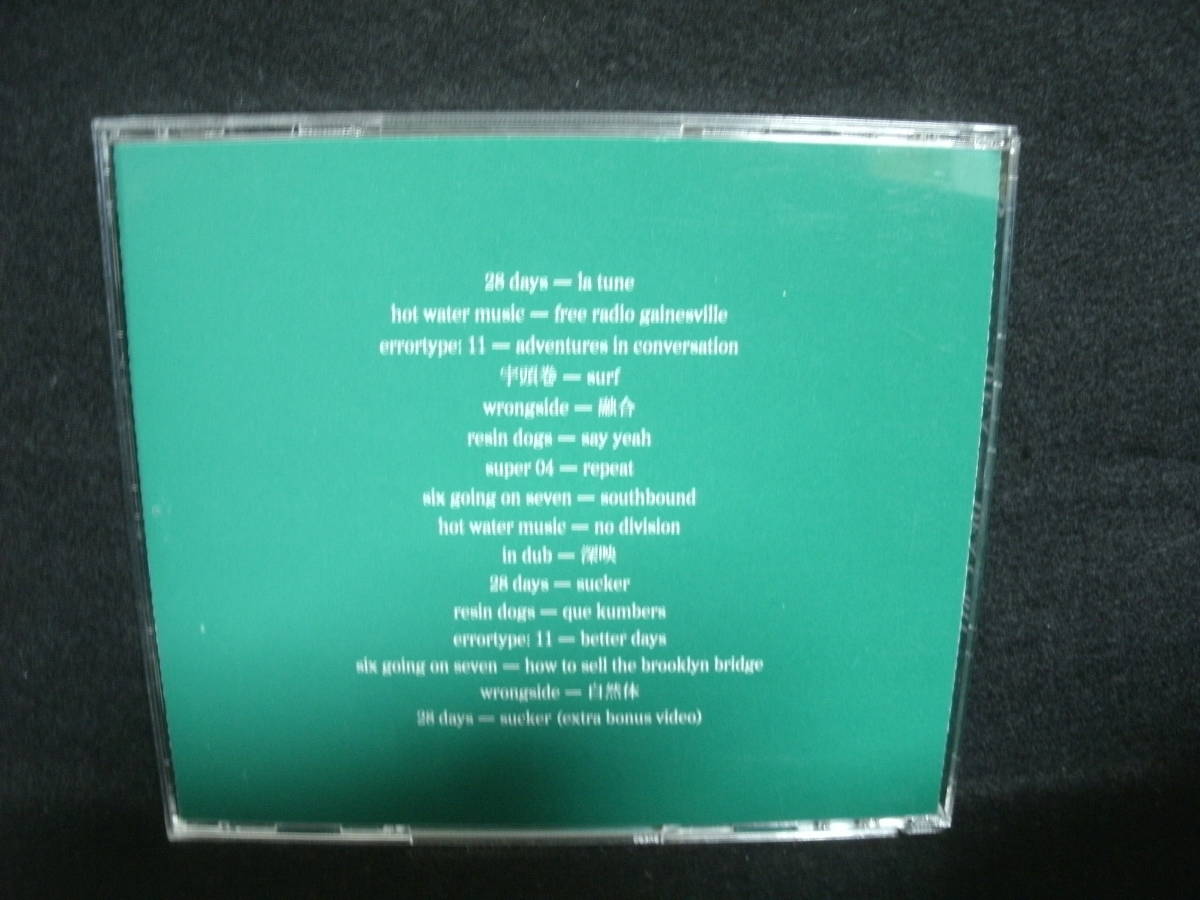 28 days — la tune
hot water music — free radio gainesville
errortype: 11 — adventures in conversation
宇頭巻 — surf
wrongside — 融合
resin dogs — say yeah
super 04 — repeat
six going on seven — southbound
hot water music — no division
in dub — 深映
28 days — sucker
resin dogs — que kumbers
errortype: 11 — better days
six going on seven — how to sell the brooklyn bridge
wrongside — 自然体
28 days — sucker (extra bonus video)